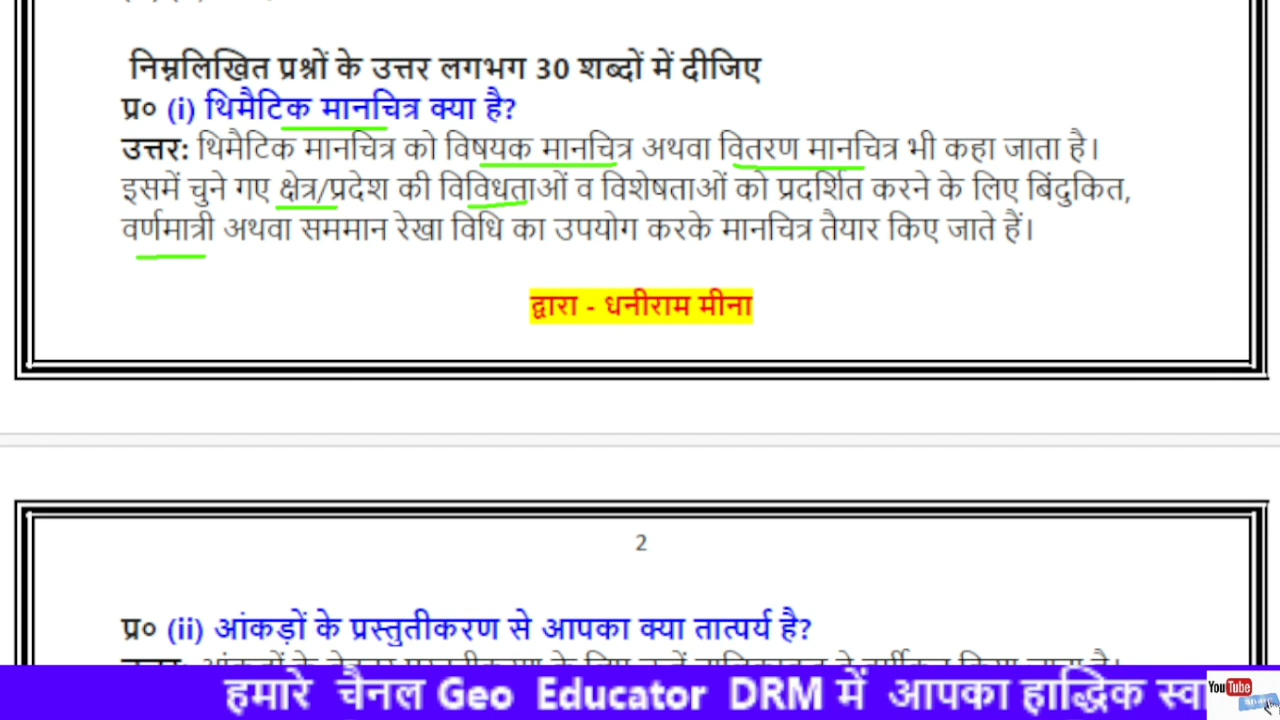 निम्नलिखित प्रश्नों के उत्तर लगभग 30 शब्दों में दीजिए
प्र० (i) थिमैटिक मानचित्र क्या है?
उत्तर: थिमैटिक मानचित्र को विषयक मानचित्र अथवा वितरण मानचित्र भी कहा जाता है।
इसमें चुने गए क्षेत्र/प्रदेश की विविधताओं व विशेषताओं को प्रदर्शित करने के लिए बिंदुकित,
वर्णमात्री अथवा सममान रेखा विधि का उपयोग करके मानचित्र तैयार किए जाते हैं।
द्वारा - धनीराम मीना
2
प्र० (ii) आंकड़ों के प्रस्तुतीकरण से आपका क्या तात्पर्य है?
हमारे चैनल Geo Educator DRM में आपका हाद्धिक स्वा
YouTube